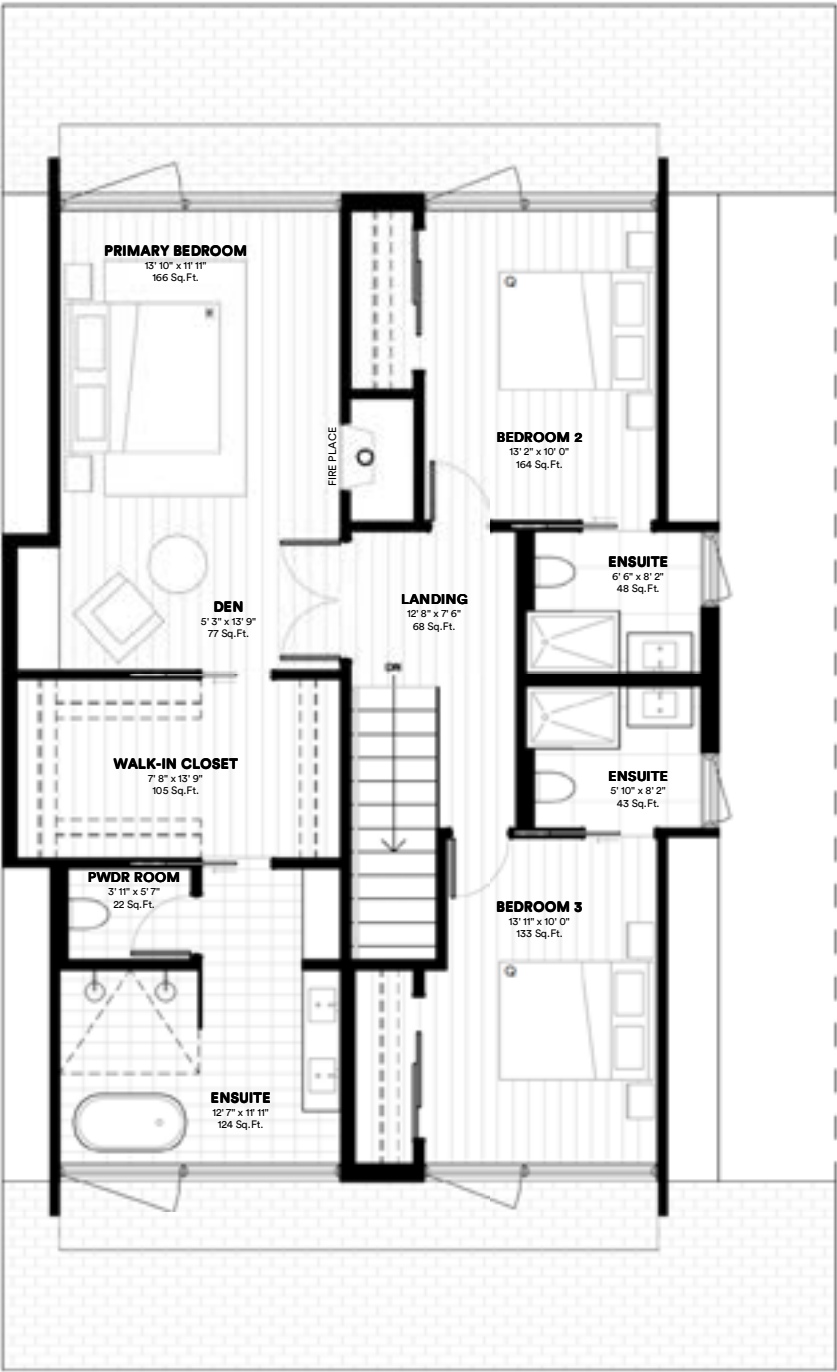 PRIMARY BEDROOM
13' 10" x 11' 11"
166 Sq.Ft.
BEDROOM 2
13' 2" x 10' 0"
164 Sq.Ft.
FIRE PLACE
ENSUITE
6' 6" x 8' 2"
48 Sq.Ft.
DEN
5' 3" x 13' 9"
77 Sq.Ft.
LANDING
12' 8" x 7' 6"
68 Sq.Ft.
DN
WALK-IN CLOSET
7' 8" x 13' 9"
105 Sq.Ft.
ENSUITE
5' 10" x 8' 2"
43 Sq.Ft.
PWDR ROOM
3' 11" x 5' 7"
22 Sq.Ft.
BEDROOM 3
13' 11" x 10' 0"
133 Sq.Ft.
ENSUITE
12' 7" x 11' 11"
124 Sq.Ft.